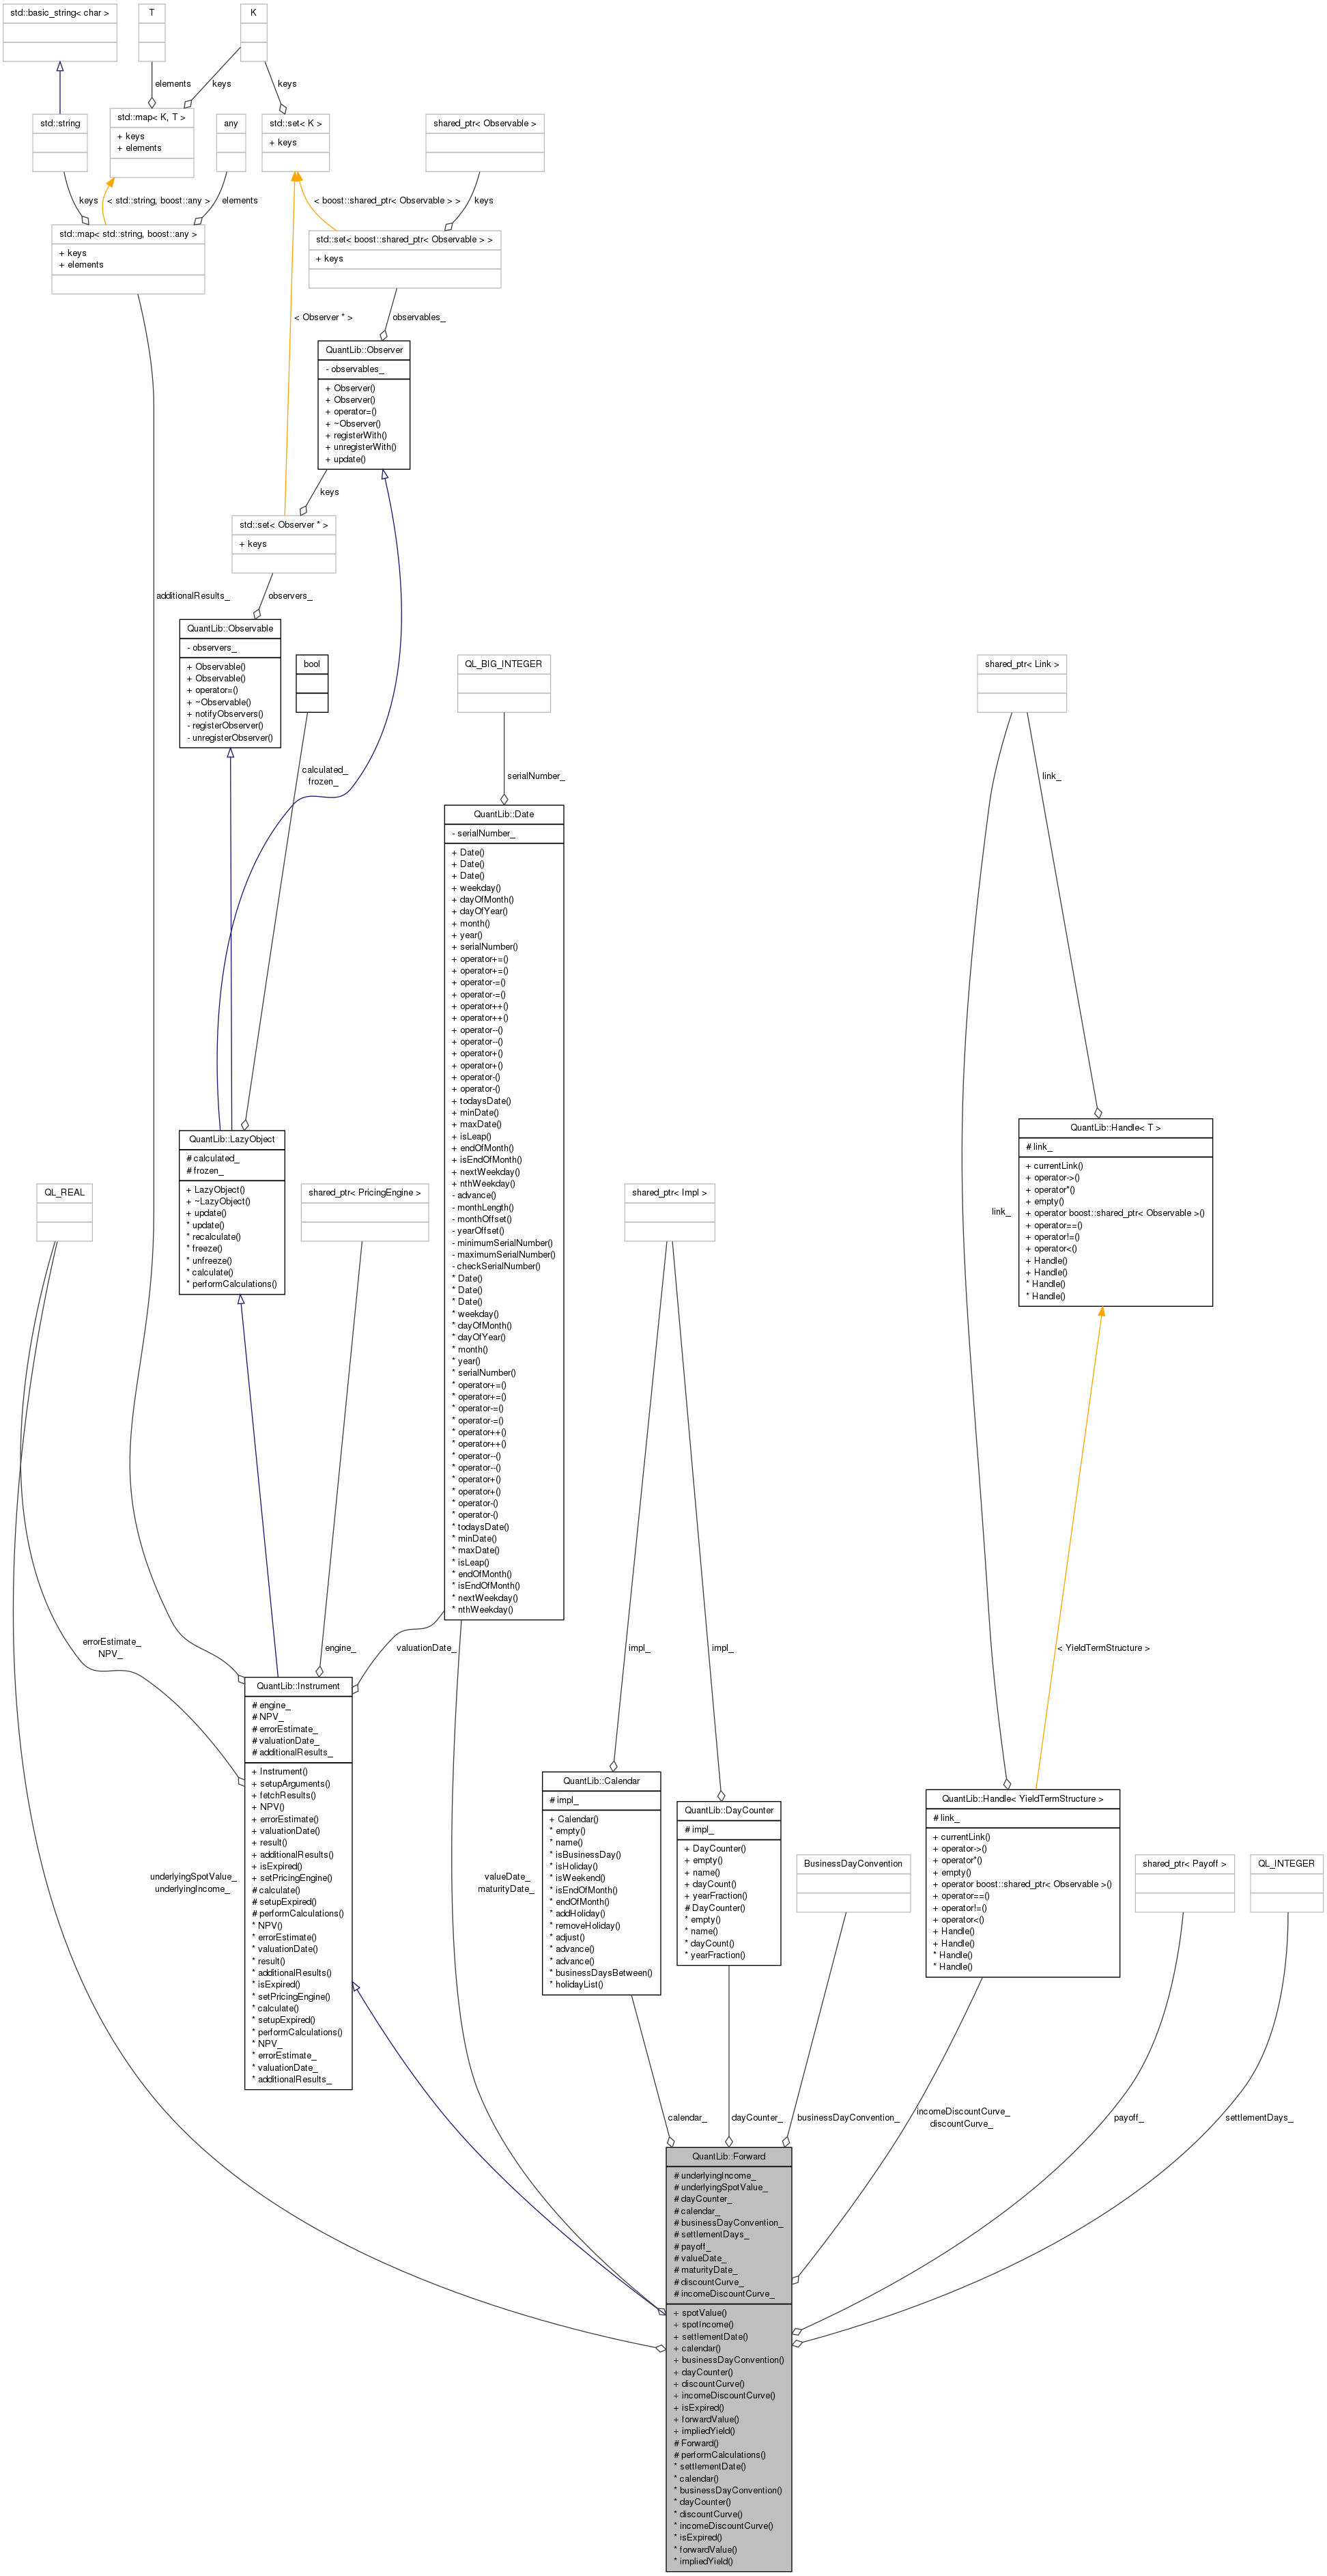 std::basic_string< char >
T
K
elements
keys
keys
std::string
std::map< K, T >
+ keys
+ elements
any
std::set< K >
+ keys
shared_ptr< Observable >
keys
< std::string, boost::any >
elements
< boost::shared_ptr< Observable > >
keys
std::map< std::string, boost::any >
+ keys
+ elements
std::set< boost::shared_ptr< Observable > >
+ keys
< Observer * >
observables_
QuantLib::Observer
- observables_
+ Observer()
+ Observer()
+ operator=()
+ ~Observer()
+ registerWith()
+ unregisterWith()
+ update()
keys
std::set< Observer * >
+ keys
additionalResults_
observers_
QuantLib::Observable
- observers_
+ Observable()
+ Observable()
+ operator=()
+ ~Observable()
+ notifyObservers()
- registerObserver()
- unregisterObserver()
bool
QL_BIG_INTEGER
shared_ptr< Link >
calculated_
frozen_
serialNumber_
link_
QuantLib::Date
- serialNumber_
+ Date()
+ Date()
+ Date()
+ weekday()
+ dayOfMonth()
+ dayOfYear()
+ month()
+ year()
+ serialNumber()
+ operator+=()
+ operator+=()
+ operator-=()
+ operator-=()
+ operator++()
+ operator++()
+ operator--()
+ operator--()
+ operator+()
+ operator+()
+ operator-()
+ operator-()
+ todaysDate()
+ minDate()
+ maxDate()
+ isLeap()
+ endOfMonth()
+ isEndOfMonth()
+ nextWeekday()
+ nthWeekday()
- advance()
- monthLength()
- monthOffset()
- yearOffset()
- minimumSerialNumber()
- maximumSerialNumber()
- checkSerialNumber()
* Date()
* Date()
* Date()
* weekday()
* dayOfMonth()
* dayOfYear()
* month()
* year()
* serialNumber()
* operator+=()
* operator+=()
* operator-=()
* operator-=()
* operator++()
* operator++()
* operator--()
* operator--()
* operator+()
* operator+()
* operator-()
* operator-()
* todaysDate()
* minDate()
* maxDate()
* isLeap()
* endOfMonth()
* isEndOfMonth()
* nextWeekday()
* nthWeekday()
QuantLib::LazyObject
# calculated_
# frozen_
+ LazyObject()
+ ~LazyObject()
+ update()
* update()
* recalculate()
* freeze()
* unfreeze()
* calculate()
* performCalculations()
QuantLib::Handle< T >
# link_
+ currentLink()
+ operator->()
+ operator*()
+ empty()
+ operator boost::shared_ptr< Observable >()
+ operator==()
+ operator!=()
+ operator<()
+ Handle()
+ Handle()
* Handle()
* Handle()
QL_REAL
shared_ptr< PricingEngine >
shared_ptr< Impl >
link_
errorEstimate_
NPV_
engine_
valuationDate_
impl_
impl_
< YieldTermStructure >
QuantLib::Instrument
# engine_
# NPV_
# errorEstimate_
# valuationDate_
# additionalResults_
+ Instrument()
+ setupArguments()
+ fetchResults()
+ NPV()
+ errorEstimate()
+ valuationDate()
+ result()
+ additionalResults()
+ isExpired()
+ setPricingEngine()
# calculate()
# setupExpired()
# performCalculations()
* NPV()
* errorEstimate()
* valuationDate()
* result()
* additionalResults()
* isExpired()
* setPricingEngine()
* calculate()
* setupExpired()
* performCalculations()
* NPV_
* errorEstimate_
* valuationDate_
* additionalResults_
QuantLib::Calendar
# impl_
+ Calendar()
* empty()
* name()
* isBusinessDay()
* isHoliday()
* isWeekend()
* isEndOfMonth()
* endOfMonth()
* addHoliday()
* removeHoliday()
* adjust()
* advance()
* advance()
* businessDaysBetween()
* holidayList()
QuantLib::DayCounter
# impl_
+ DayCounter()
+ empty()
+ name()
+ dayCount()
+ yearFraction()
# DayCounter()
* empty()
* name()
* dayCount()
* yearFraction()
BusinessDayConvention
QuantLib::Handle< YieldTermStructure >
# link_
+ currentLink()
+ operator->()
+ operator*()
+ empty()
+ operator boost::shared_ptr< Observable >()
+ operator==()
+ operator!=()
+ operator<()
+ Handle()
+ Handle()
* Handle()
* Handle()
shared_ptr< Payoff >
QL_INTEGER
underlyingSpotValue_
underlyingIncome_
valueDate_
maturityDate_
calendar_
dayCounter_
businessDayConvention_
incomeDiscountCurve_
discountCurve_
payoff_
settlementDays_
QuantLib::Forward
# underlyingIncome_
# underlyingSpotValue_
# dayCounter_
# calendar_
# businessDayConvention_
# settlementDays_
# payoff_
# valueDate_
# maturityDate_
# discountCurve_
# incomeDiscountCurve_
+ spotValue()
+ spotIncome()
+ settlementDate()
+ calendar()
+ businessDayConvention()
+ dayCounter()
+ discountCurve()
+ incomeDiscountCurve()
+ isExpired()
+ forwardValue()
+ impliedYield()
# Forward()
# performCalculations()
* settlementDate()
* calendar()
* businessDayConvention()
* dayCounter()
* discountCurve()
* incomeDiscountCurve()
* isExpired()
* forwardValue()
* impliedYield()